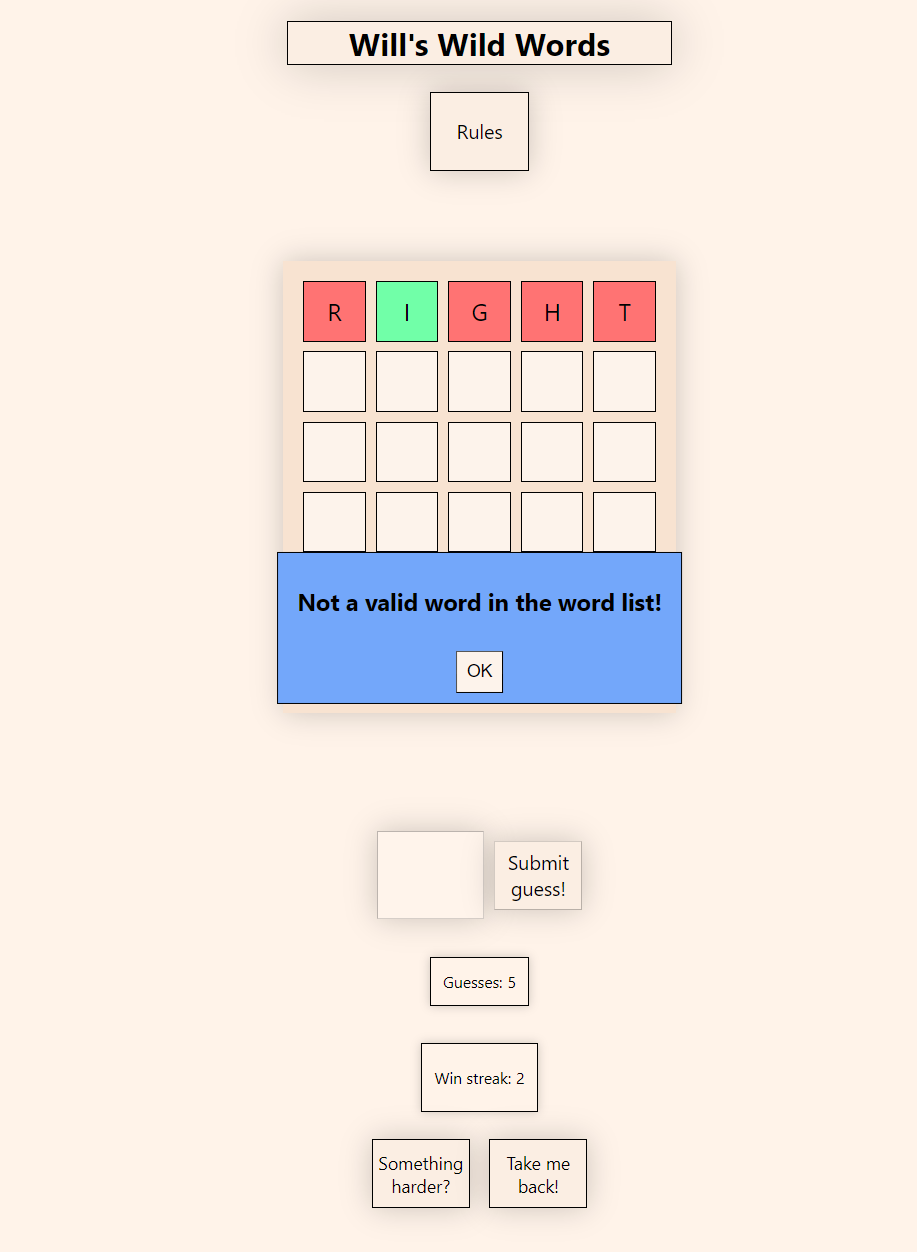 Will's Wild Words
Rules
R I G H T
Not a valid word in the word list!
OK
Submit
guess!
Guesses: 5
Win streak: 2
Something
harder?
Take me
back!